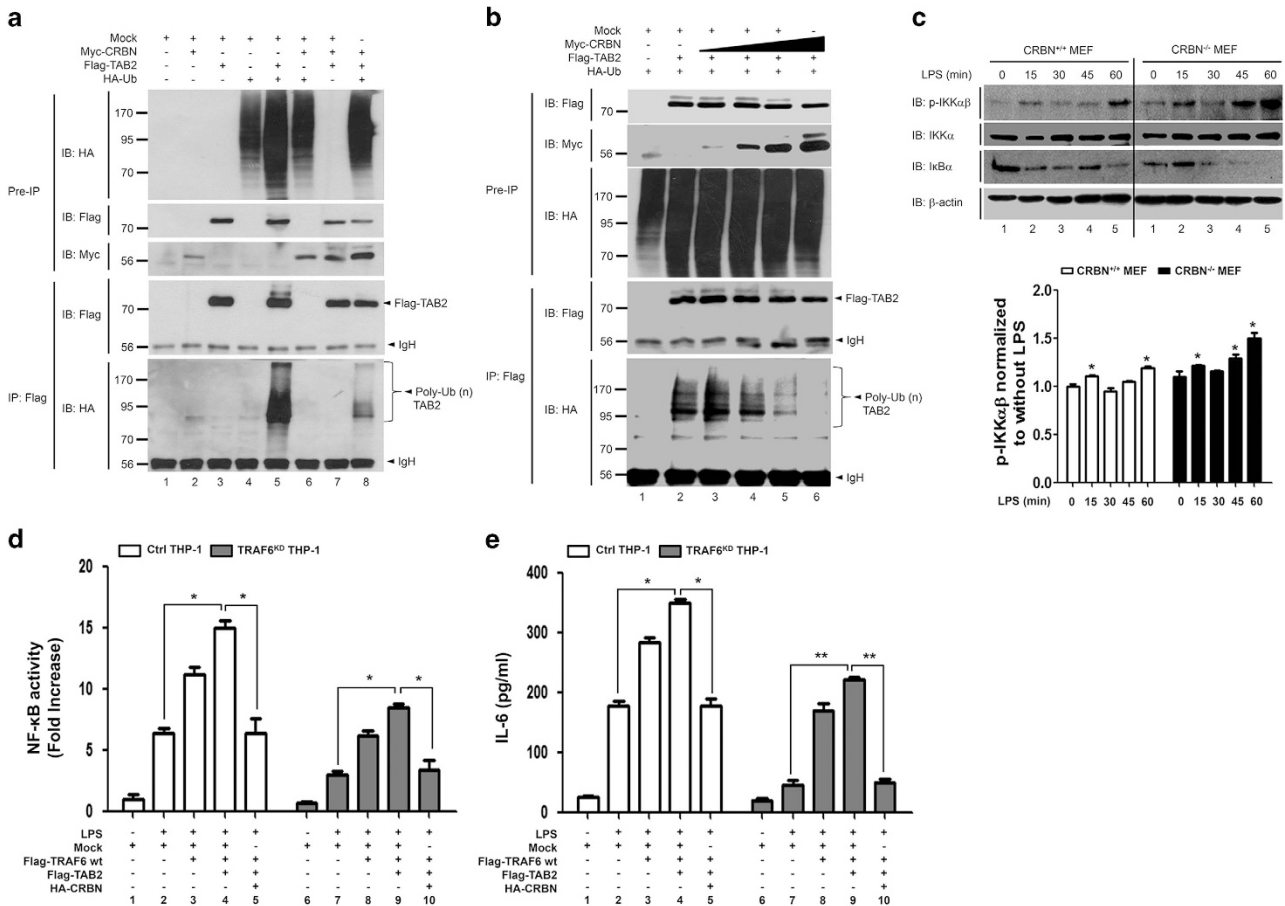 a
Mock + + + + + + + -
Myc-CRBN - + - - - + + +
Flag-TAB2 - - + - + - + +
HA-Ub - - - + + + - +
Pre-IP
IB: HA
170
95
70
IB: Flag
70
IB: Myc
56
IP: Flag
IB: Flag
70
Flag-TAB2
56
IgH
IB: HA
170
95
70
56
Poly-Ub (n)
TAB2
IgH
1 2 3 4 5 6 7 8
b
Mock + + + + + -
Myc-CRBN - -
Flag-TAB2 - + + + + +
HA-Ub + + + + + +
Pre-IP
IB: Flag
70
IB: Myc
56
IB: HA
170
95
70
IP: Flag
IB: Flag
70
Flag-TAB2
56
IgH
IB: HA
170
95
70
56
Poly-Ub (n)
TAB2
IgH
1 2 3 4 5 6
c
CRBN+/+ MEF CRBN-/- MEF
LPS (min) 0 15 30 45 60 0 15 30 45 60
IB: p-IKKαβ
IB: IKKα
IB: IκBα
IB: β-actin
1 2 3 4 5 1 2 3 4 5
CRBN+/+ MEF CRBN-/- MEF
p-IKKαβ normalized
to without LPS
2.0
1.5
1.0
0.5
0.0
* * * * *
LPS (min) 0 15 30 45 60 0 15 30 45 60
d
Ctrl THP-1 TRAF6KD THP-1
NF-κB activity
(Fold Increase)
20
15
10
5
0
* * * *
LPS - + + + + - + + + +
Mock + + + + - + + + + -
Flag-TRAF6 wt - - + + + - - + + +
Flag-TAB2 - - - + + - - - + +
HA-CRBN - - - - + - - - - +
1 2 3 4 5 6 7 8 9 10
e
Ctrl THP-1 TRAF6KD THP-1
IL-6 (pg/ml)
400
300
200
100
0
* * ** **
LPS - + + + + - + + + +
Mock + + + + - + + + + -
Flag-TRAF6 wt - - + + + - - + + +
Flag-TAB2 - - - + + - - - + +
HA-CRBN - - - - + - - - - +
1 2 3 4 5 6 7 8 9 10